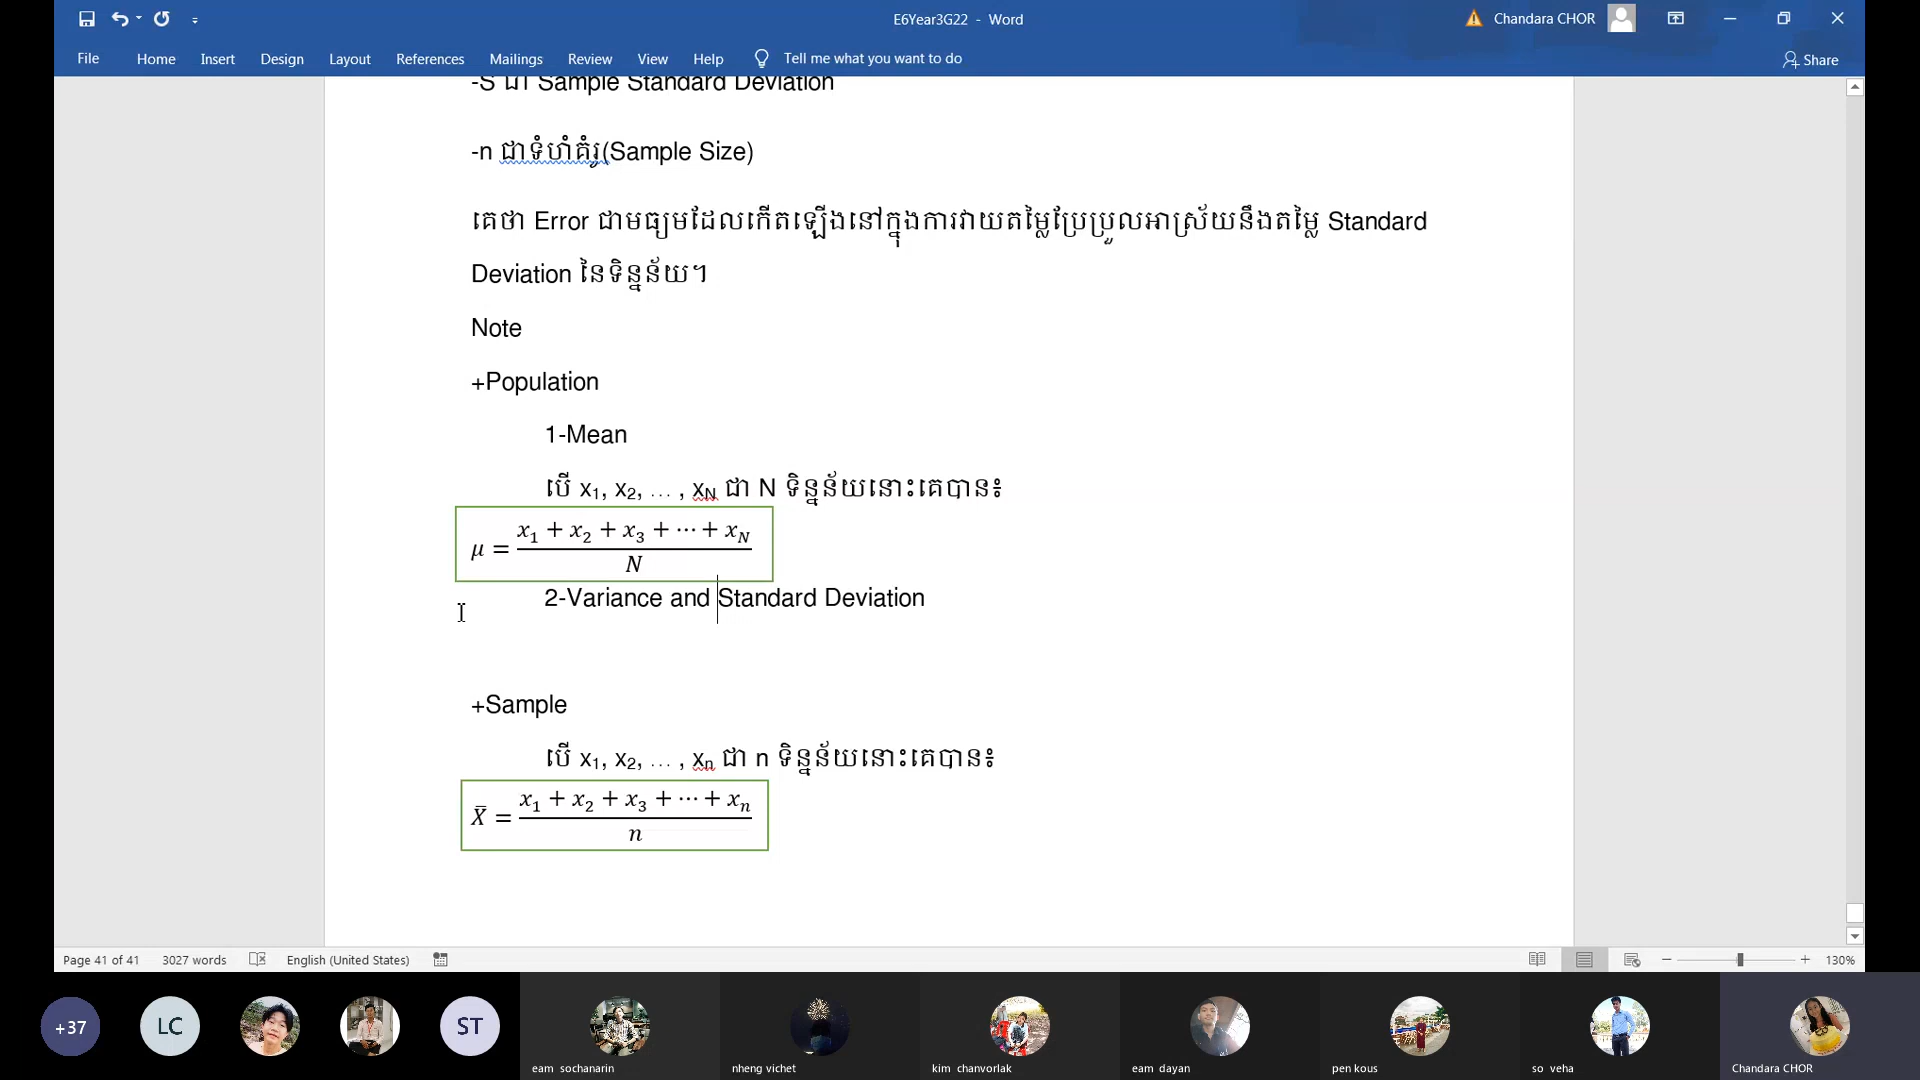 E6Year3G22 - Word
Chandara CHOR
File Home Insert Design Layout References Mailings Review View Help Tell me what you want to do
Share
-S ជា Sample Standard Deviation
-n ជាទំហាំគំរូ(Sample Size)
គេថា Error ជាមធ្យមដែលកើតឡើងនៅក្នុងការវាយតម្លៃប្រែប្រួលអាស្រ័យនឹងតម្លៃ Standard
Deviation នៃទិន្នន័យ។
Note
+Population
1-Mean
បើ x₁, x₂, … , x_N ជា N ទិន្នន័យនោះគេបាន៖
μ = (x₁ + x₂ + x₃ + ⋯ + x_N) / N
2-Variance and Standard Deviation
+Sample
បើ x₁, x₂, … , xₙ ជា n ទិន្នន័យនោះគេបាន៖
X̄ = (x₁ + x₂ + x₃ + ⋯ + xₙ) / n
Page 41 of 41 3027 words English (United States) 130%
+37 LC ST
eam sochanarin nheng vichet kim chanvorlak eam dayan pen kous so veha Chandara CHOR